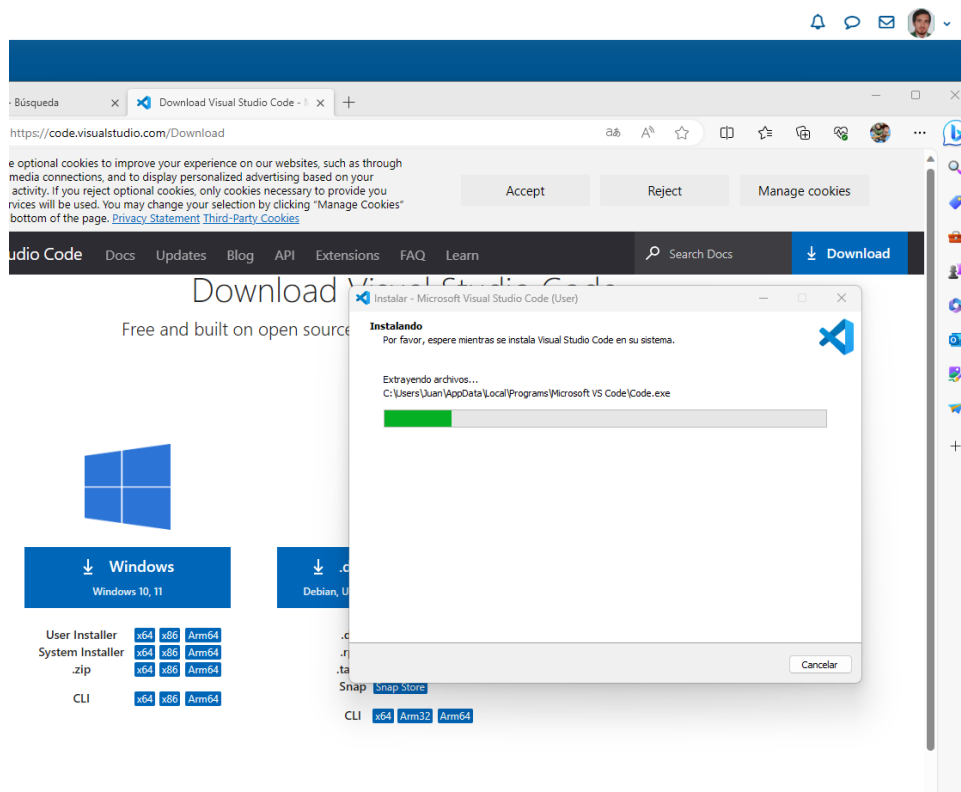 · Búsqueda
Download Visual Studio Code -
https://code.visualstudio.com/Download
e optional cookies to improve your experience on our websites, such as through
media connections, and to display personalized advertising based on your
activity. If you reject optional cookies, only cookies necessary to provide you
rvices will be used. You may change your selection by clicking "Manage Cookies"
bottom of the page. Privacy Statement Third-Party Cookies
Accept
Reject
Manage cookies
udio Code
Docs
Updates
Blog
API
Extensions
FAQ
Learn
Search Docs
Download
Download Visual Studio Code
Free and built on open source
Instalar - Microsoft Visual Studio Code (User)
Instalando
Por favor, espere mientras se instala Visual Studio Code en su sistema.
Extrayendo archivos...
C:\Users\Juan\AppData\Local\Programs\Microsoft VS Code\Code.exe
Cancelar
Windows
Windows 10, 11
User Installer x64 x86 Arm64
System Installer x64 x86 Arm64
.zip x64 x86 Arm64
CLI x64 x86 Arm64
.d
Debian, U
.d
.r
.ta
Snap Snap Store
CLI x64 Arm32 Arm64